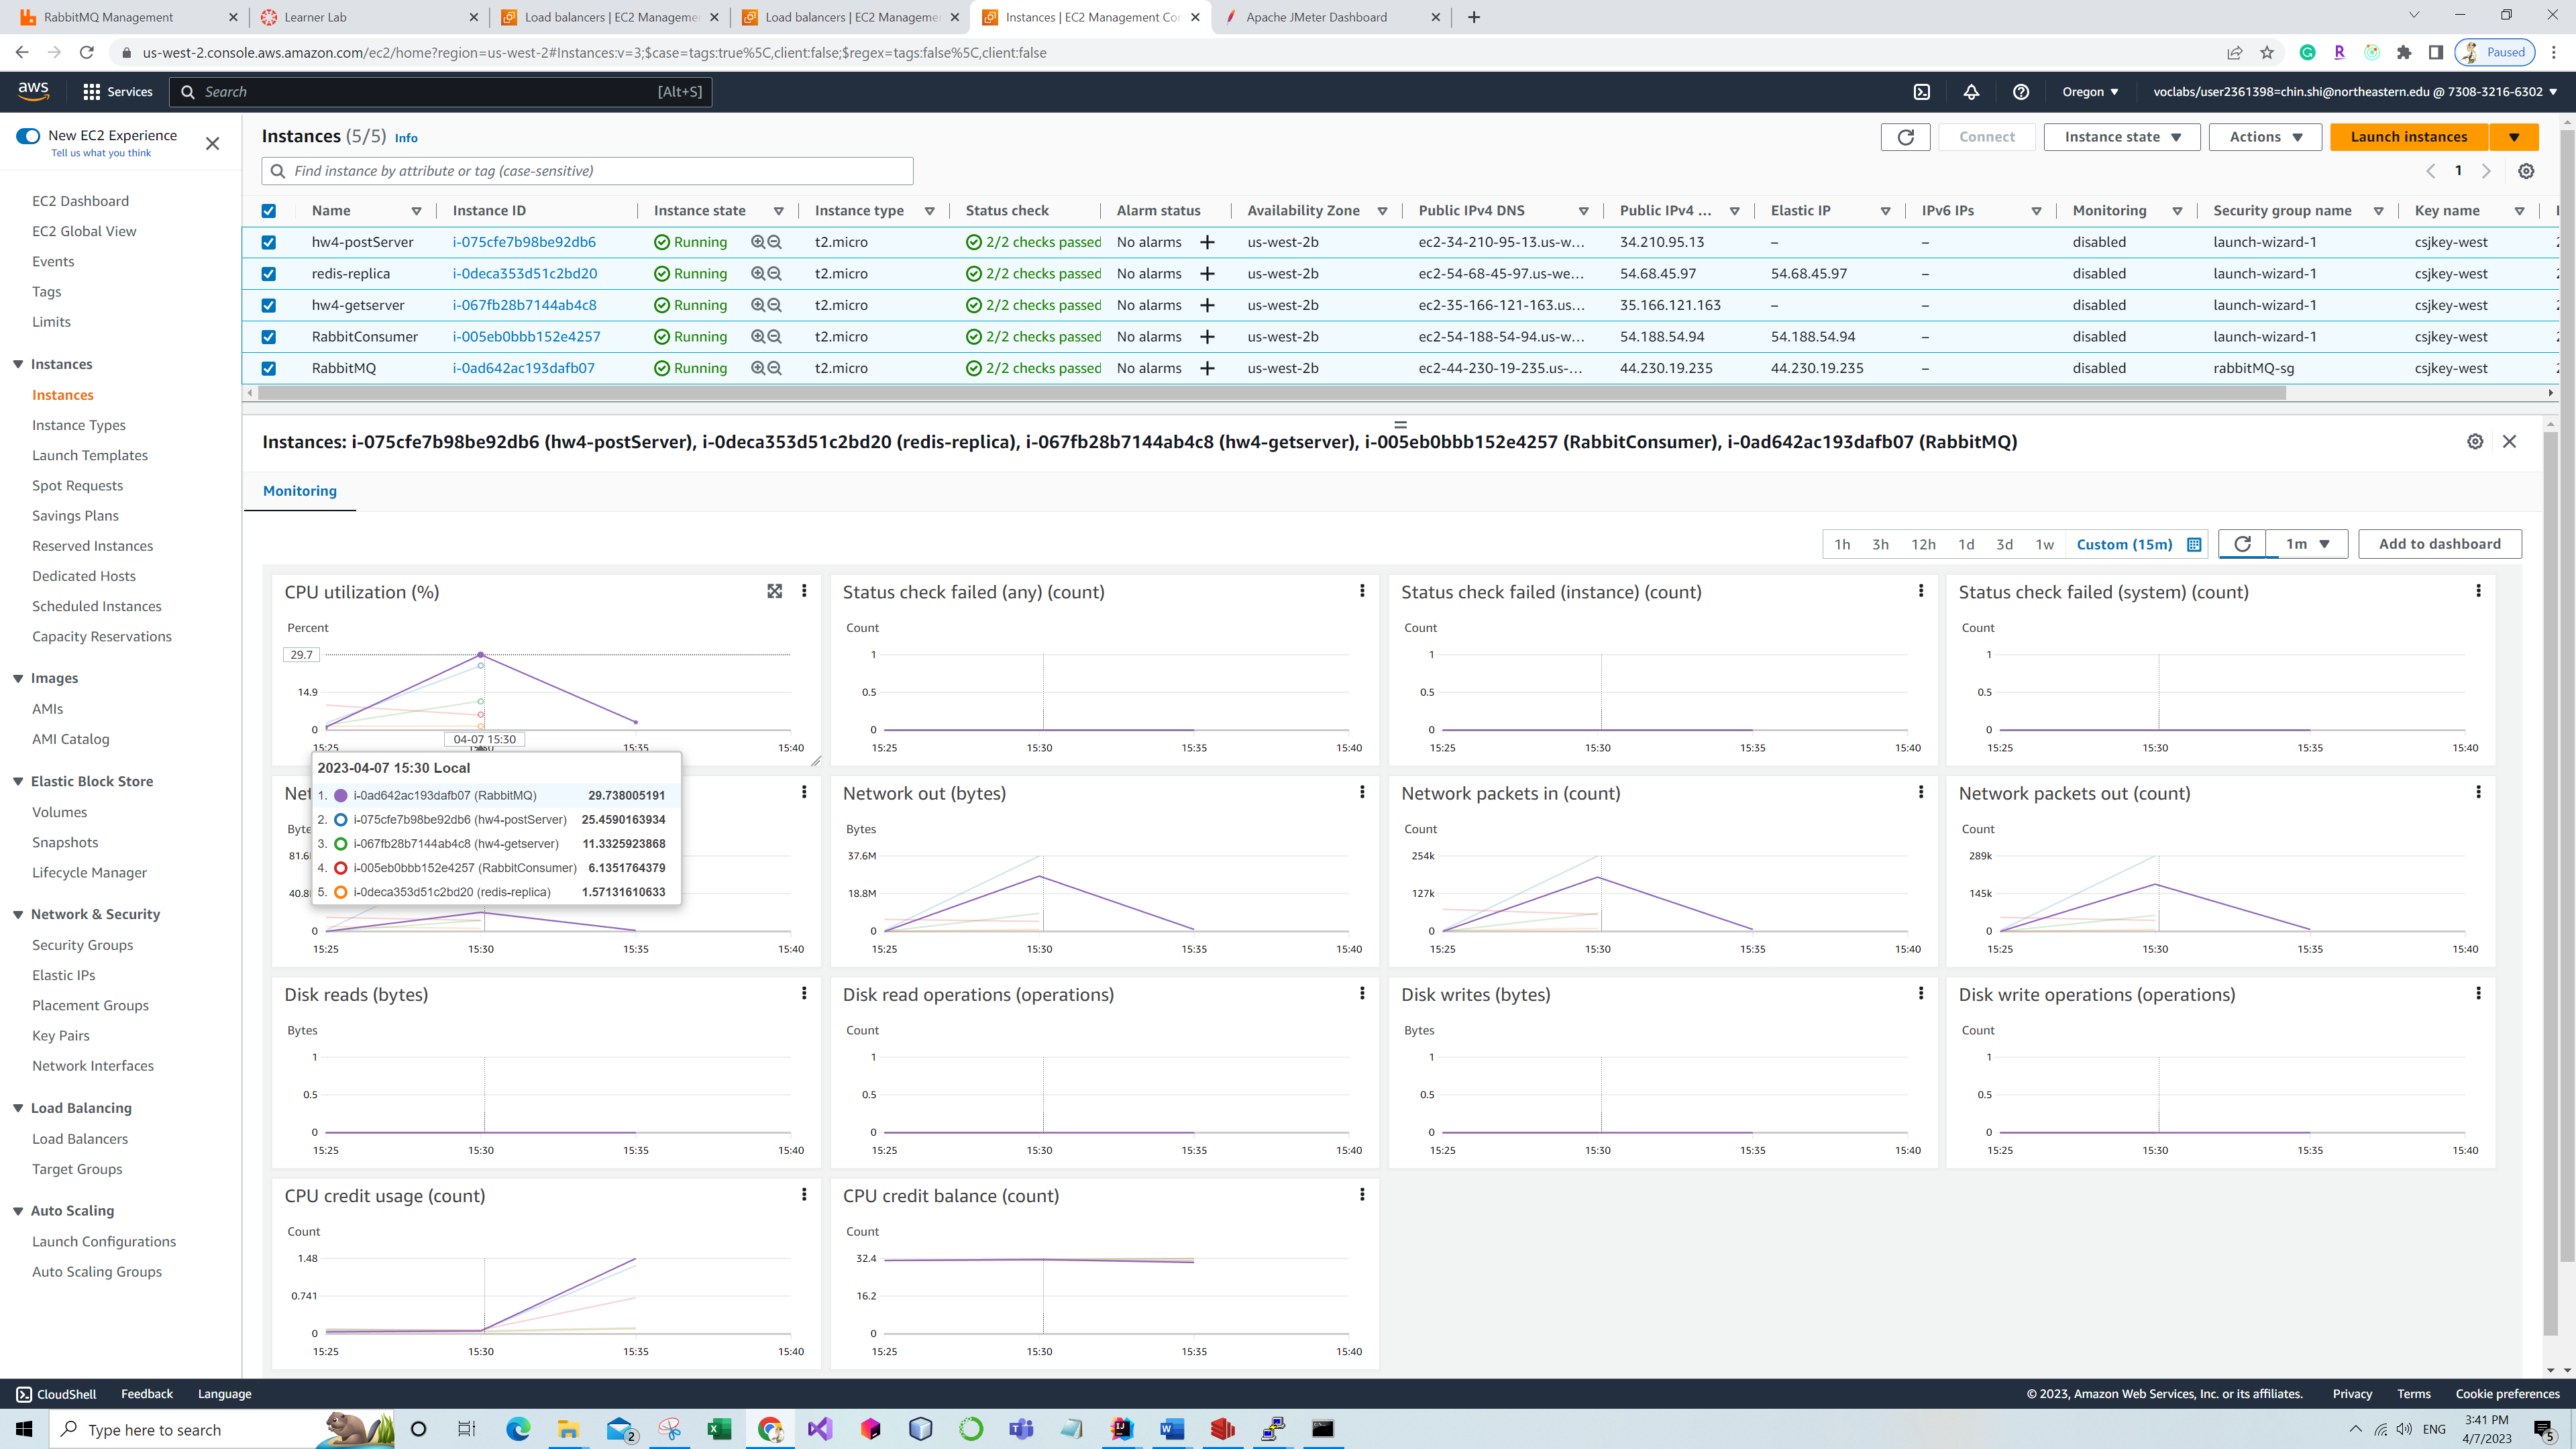 RabbitMQ Management
Learner Lab
Load balancers | EC2 Manageme
Load balancers | EC2 Manageme
Instances | EC2 Management Co
Apache JMeter Dashboard
us-west-2.console.aws.amazon.com/ec2/home?region=us-west-2#Instances:v=3;$case=tags:true%5C,client:false;$regex=tags:false%5C,client:false
Paused
aws
Services
Search
[Alt+S]
Oregon
voclabs/user2361398=chin.shi@northeastern.edu @ 7308-3216-6302
New EC2 Experience
Tell us what you think
EC2 Dashboard
EC2 Global View
Events
Tags
Limits
Instances
Instances
Instance Types
Launch Templates
Spot Requests
Savings Plans
Reserved Instances
Dedicated Hosts
Scheduled Instances
Capacity Reservations
Images
AMIs
AMI Catalog
Elastic Block Store
Volumes
Snapshots
Lifecycle Manager
Network & Security
Security Groups
Elastic IPs
Placement Groups
Key Pairs
Network Interfaces
Load Balancing
Load Balancers
Target Groups
Auto Scaling
Launch Configurations
Auto Scaling Groups
Instances (5/5) Info
Connect
Instance state
Actions
Launch instances
Find instance by attribute or tag (case-sensitive)
1
Name Instance ID Instance state Instance type Status check Alarm status Availability Zone Public IPv4 DNS Public IPv4 ... Elastic IP IPv6 IPs Monitoring Security group name Key name
hw4-postServer i-075cfe7b98be92db6 Running t2.micro 2/2 checks passed No alarms + us-west-2b ec2-34-210-95-13.us-w... 34.210.95.13 – – disabled launch-wizard-1 csjkey-west
redis-replica i-0deca353d51c2bd20 Running t2.micro 2/2 checks passed No alarms + us-west-2b ec2-54-68-45-97.us-we... 54.68.45.97 54.68.45.97 – disabled launch-wizard-1 csjkey-west
hw4-getserver i-067fb28b7144ab4c8 Running t2.micro 2/2 checks passed No alarms + us-west-2b ec2-35-166-121-163.us... 35.166.121.163 – – disabled launch-wizard-1 csjkey-west
RabbitConsumer i-005eb0bbb152e4257 Running t2.micro 2/2 checks passed No alarms + us-west-2b ec2-54-188-54-94.us-w... 54.188.54.94 54.188.54.94 – disabled launch-wizard-1 csjkey-west
RabbitMQ i-0ad642ac193dafb07 Running t2.micro 2/2 checks passed No alarms + us-west-2b ec2-44-230-19-235.us-... 44.230.19.235 44.230.19.235 – disabled rabbitMQ-sg csjkey-west
Instances: i-075cfe7b98be92db6 (hw4-postServer), i-0deca353d51c2bd20 (redis-replica), i-067fb28b7144ab4c8 (hw4-getserver), i-005eb0bbb152e4257 (RabbitConsumer), i-0ad642ac193dafb07 (RabbitMQ)
Monitoring
1h 3h 12h 1d 3d 1w Custom (15m)
1m
Add to dashboard
CPU utilization (%)
Percent
29.7
14.9
0
04-07 15:30
15:25 15:35 15:40
2023-04-07 15:30 Local
1. i-0ad642ac193dafb07 (RabbitMQ) 29.738005191
2. i-075cfe7b98be92db6 (hw4-postServer) 25.4590163934
3. i-067fb28b7144ab4c8 (hw4-getserver) 11.3325923868
4. i-005eb0bbb152e4257 (RabbitConsumer) 6.1351764379
5. i-0deca353d51c2bd20 (redis-replica) 1.57131610633
Status check failed (any) (count)
Count
1
0.5
0
15:25 15:30 15:35 15:40
Status check failed (instance) (count)
Count
1
0.5
0
15:25 15:30 15:35 15:40
Status check failed (system) (count)
Count
1
0.5
0
15:25 15:30 15:35 15:40
Net
Byte
81.6
40.8
0
15:25 15:30 15:35 15:40
Network out (bytes)
Bytes
37.6M
18.8M
0
15:25 15:30 15:35 15:40
Network packets in (count)
Count
254k
127k
0
15:25 15:30 15:35 15:40
Network packets out (count)
Count
289k
145k
0
15:25 15:30 15:35 15:40
Disk reads (bytes)
Bytes
1
0.5
0
15:25 15:30 15:35 15:40
Disk read operations (operations)
Count
1
0.5
0
15:25 15:30 15:35 15:40
Disk writes (bytes)
Bytes
1
0.5
0
15:25 15:30 15:35 15:40
Disk write operations (operations)
Count
1
0.5
0
15:25 15:30 15:35 15:40
CPU credit usage (count)
Count
1.48
0.741
0
15:25 15:30 15:35 15:40
CPU credit balance (count)
Count
32.4
16.2
0
15:25 15:30 15:35 15:40
CloudShell
Feedback
Language
© 2023, Amazon Web Services, Inc. or its affiliates.
Privacy
Terms
Cookie preferences
Type here to search
2
ENG
3:41 PM
4/7/2023
5